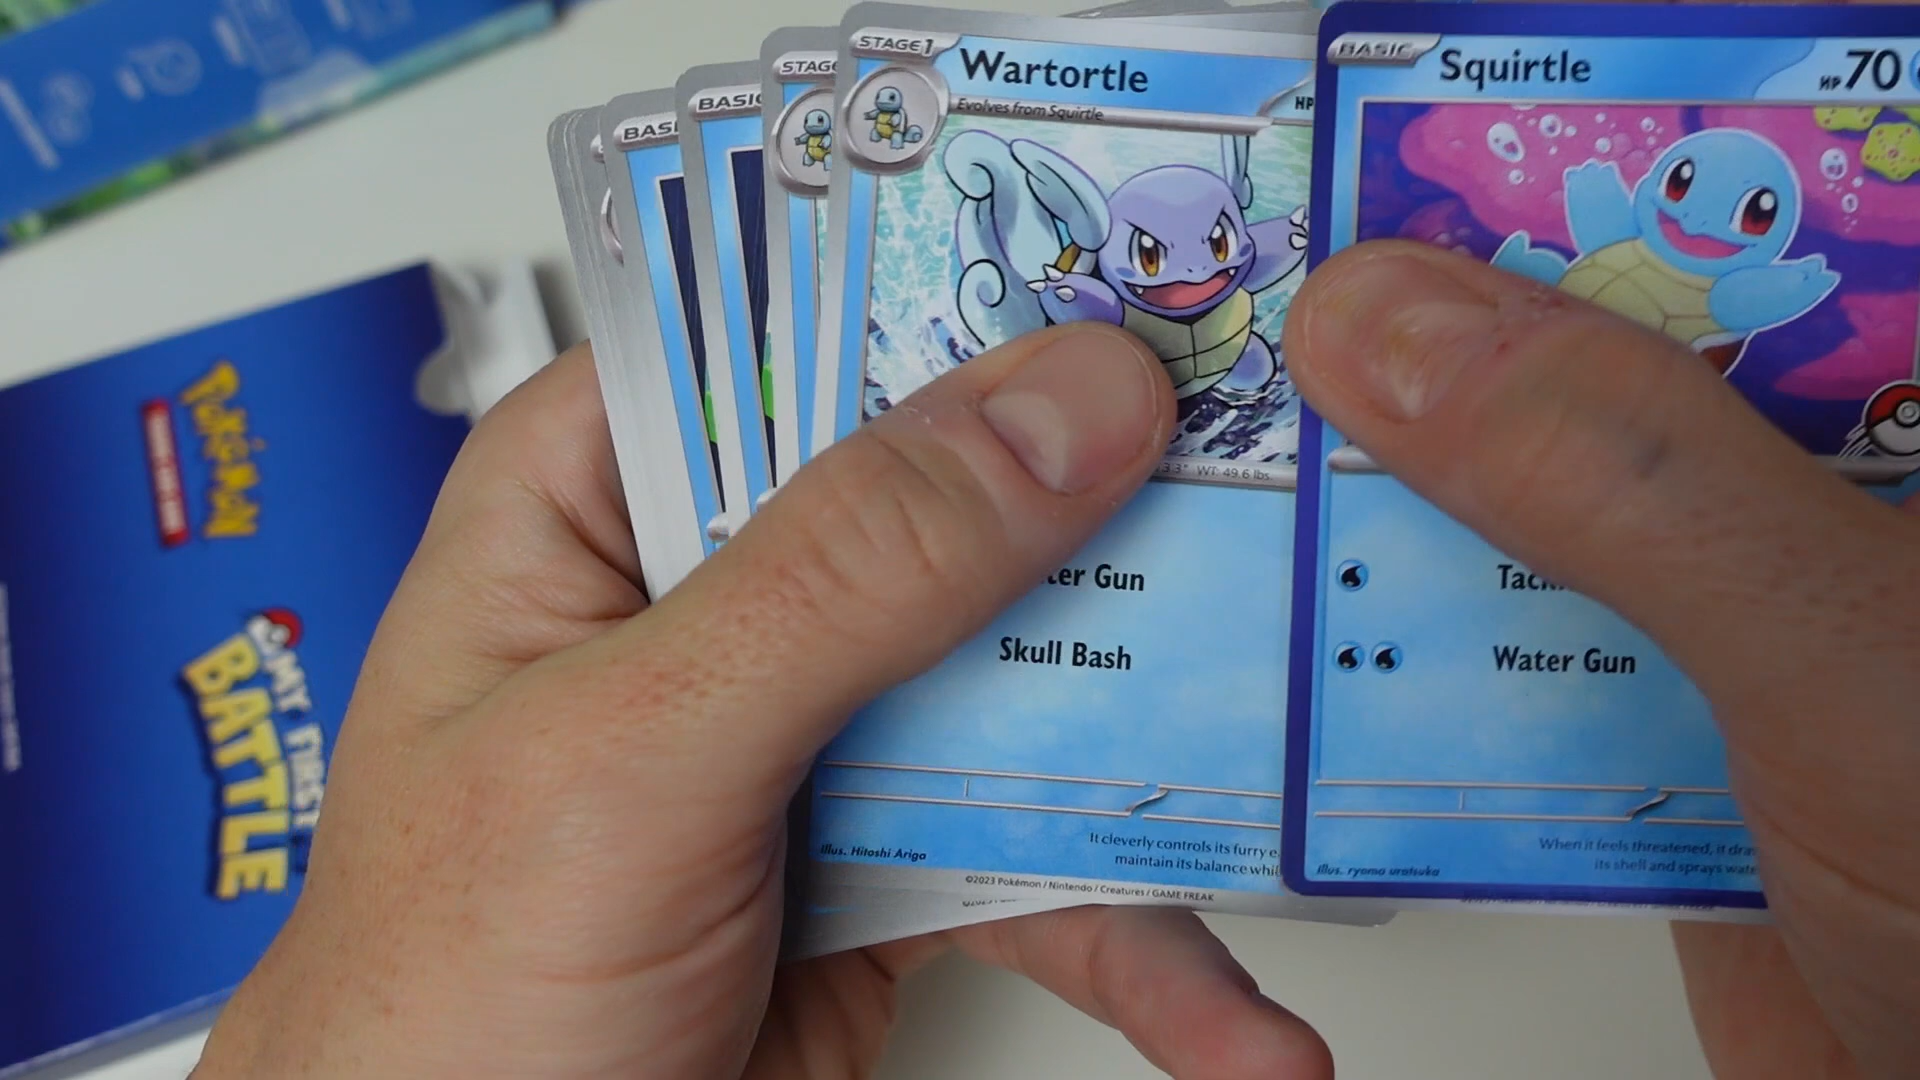 POKÉMON
MY FIRST
BATTLE
BASI
BASIC
STAGE
STAGE 1
Wartortle
HP
Evolves from Squirtle
3'3" WT: 49.6 lbs.
ter Gun
Skull Bash
Illus. Hitoshi Ariga
It cleverly controls its furry e
maintain its balance whil
©2023 Pokémon / Nintendo / Creatures / GAME FREAK
BASIC
Squirtle
HP 70
Tack
Water Gun
When it feels threatened, it dra
its shell and sprays wate
Illus. ryoma uratsuka